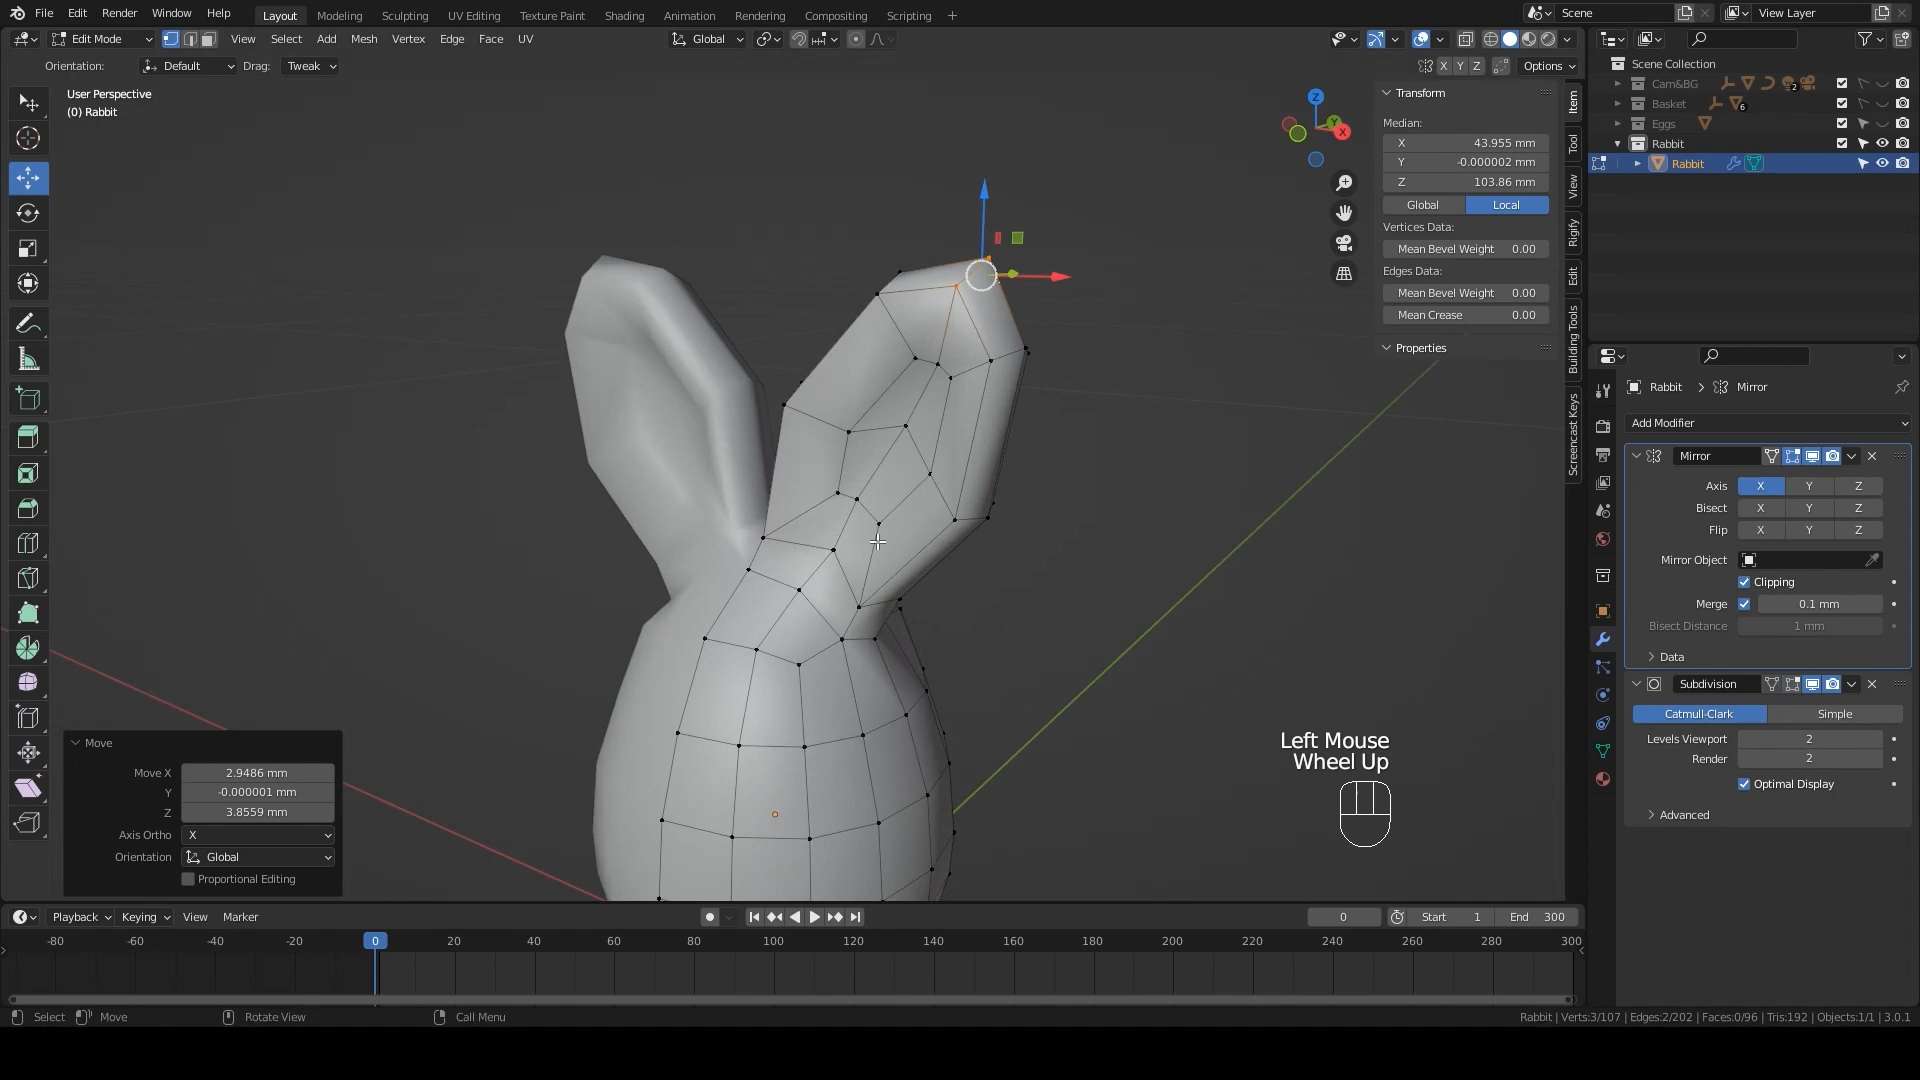 File Edit Render Window Help Layout Modeling Sculpting UV Editing Texture Paint Shading Animation Rendering Compositing Scripting + Scene View Layer
Edit Mode View Select Add Mesh Vertex Edge Face UV Global
Orientation: Default Drag: Tweak X Y Z Options
User Perspective
(0) Rabbit
Z
Y
X
Transform
Median:
X 43.955 mm
Y -0.000002 mm
Z 103.86 mm
Global Local
Vertices Data:
Mean Bevel Weight 0.00
Edges Data:
Mean Bevel Weight 0.00
Mean Crease 0.00
Properties
Item
Tool
View
Rigify
Edit
Building Tools
Screencast Keys
Scene Collection
Cam&BG 2
Basket 6
Eggs
Rabbit
Rabbit
Rabbit > Mirror
Add Modifier
Mirror
Axis X Y Z
Bisect X Y Z
Flip X Y Z
Mirror Object
Clipping
Merge 0.1 mm
Bisect Distance 1 mm
Data
Subdivision
Catmull-Clark Simple
Levels Viewport 2
Render 2
Optimal Display
Advanced
Left Mouse
Wheel Up
Move
Move X 2.9486 mm
Y -0.000001 mm
Z 3.8559 mm
Axis Ortho X
Orientation Global
Proportional Editing
Playback Keying View Marker 0 Start 1 End 300
-80 -60 -40 -20 0 20 40 60 80 100 120 140 160 180 200 220 240 260 280 300
Select Move Rotate View Call Menu Rabbit | Verts:3/107 | Edges:2/202 | Faces:0/96 | Tris:192 | Objects:1/1 | 3.0.1